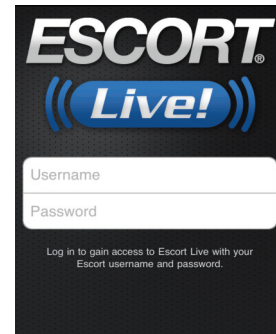 ESCORT®
Live!
Username
Password
Log in to gain access to Escort Live with your
Escort username and password.